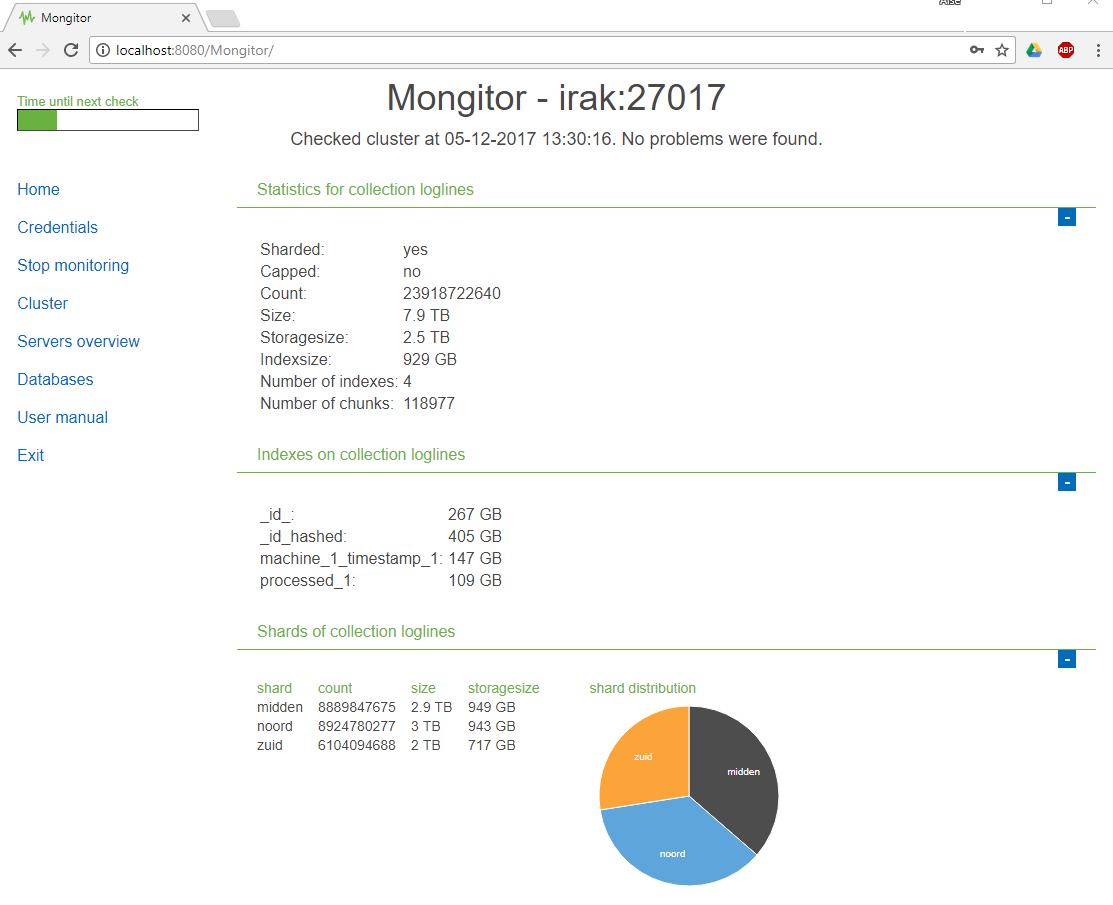 Mongitor
Alse
localhost:8080/Mongitor/
ABP
Time until next check
Mongitor - irak:27017
Checked cluster at 05-12-2017 13:30:16. No problems were found.
Home
Credentials
Stop monitoring
Cluster
Servers overview
Databases
User manual
Exit
Statistics for collection loglines
-
Sharded: yes
Capped: no
Count: 23918722640
Size: 7.9 TB
Storagesize: 2.5 TB
Indexsize: 929 GB
Number of indexes: 4
Number of chunks: 118977
Indexes on collection loglines
-
_id_: 267 GB
_id_hashed: 405 GB
machine_1_timestamp_1: 147 GB
processed_1: 109 GB
Shards of collection loglines
-
shard count size storagesize
midden 8889847675 2.9 TB 949 GB
noord 8924780277 3 TB 943 GB
zuid 6104094688 2 TB 717 GB
shard distribution
zuid
midden
noord